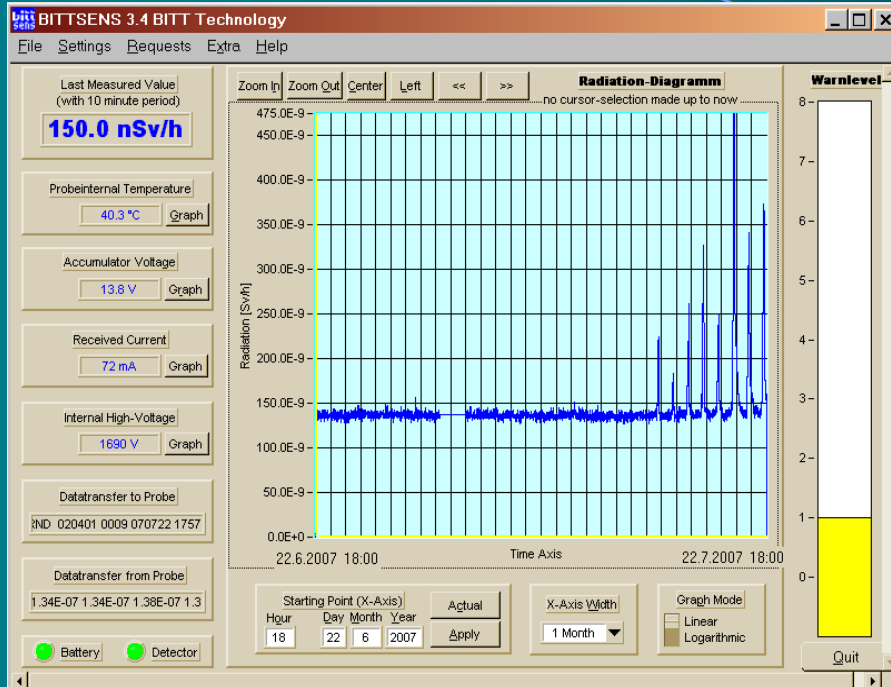 bitt
sens
BITTSENS 3.4 BITT Technology
File Settings Requests Extra Help
Last Measured Value
(with 10 minute period)
150.0 nSv/h
Probeinternal Temperature
40.3 °C Graph
Accumulator Voltage
13.8 V Graph
Received Current
72 mA Graph
Internal High-Voltage
1690 V Graph
Datatransfer to Probe
RND 020401 0009 070722 1757
Datatransfer from Probe
1.34E-07 1.34E-07 1.38E-07 1.3
Battery Detector
Zoom In Zoom Out Center Left << >>
Radiation-Diagramm
no cursor-selection made up to now
475.0E-9
450.0E-9
400.0E-9
350.0E-9
300.0E-9
250.0E-9
200.0E-9
150.0E-9
100.0E-9
50.0E-9
0.0E+0
Radiation [Sv/h]
22.6.2007 18:00 Time Axis 22.7.2007 18:00
Starting Point (X-Axis)
Hour Day Month Year
18 22 6 2007
Actual
Apply
X-Axis Width
1 Month
Graph Mode
Linear
Logarithmic
Warnlevel
8
7
6
5
4
3
2
1
0
Quit